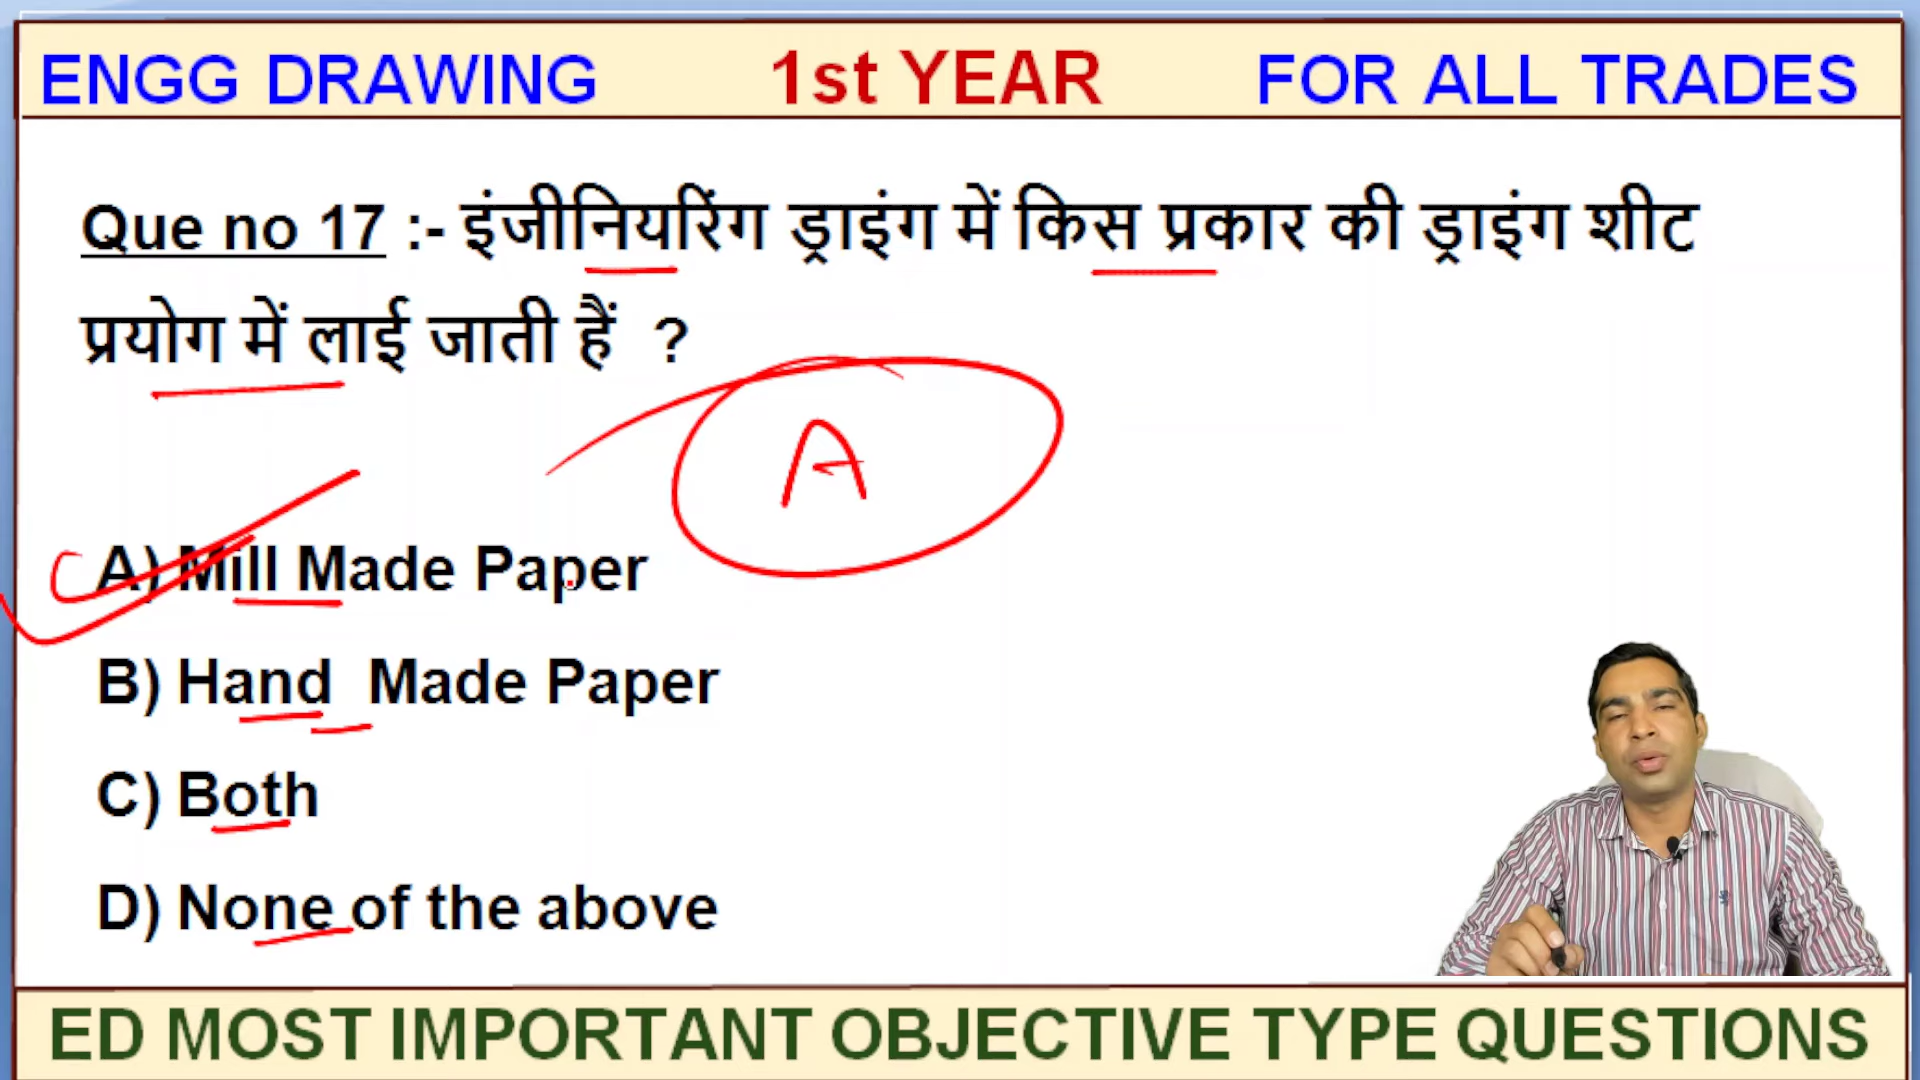 ENGG DRAWING 1st YEAR FOR ALL TRADES
Que no 17 :- इंजीनियरिंग ड्राइंग में किस प्रकार की ड्राइंग शीट
प्रयोग में लाई जाती हैं ?
A
A) Mill Made Paper
B) Hand Made Paper
C) Both
D) None of the above
ED MOST IMPORTANT OBJECTIVE TYPE QUESTIONS